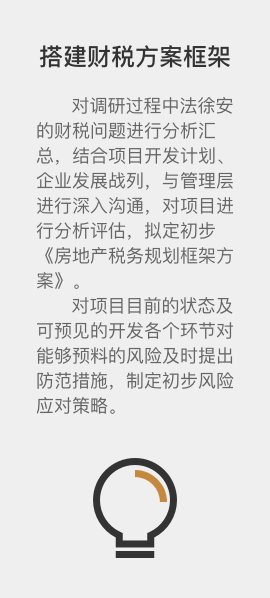 搭建财税方案框架
对调研过程中法徐安
的财税问题进行分析汇
总，结合项目开发计划、
企业发展战列，与管理层
进行深入沟通，对项目进
行分析评估，拟定初步
《房地产税务规划框架方
案》。
对项目目前的状态及
可预见的开发各个环节对
能够预料的风险及时提出
防范措施，制定初步风险
应对策略。